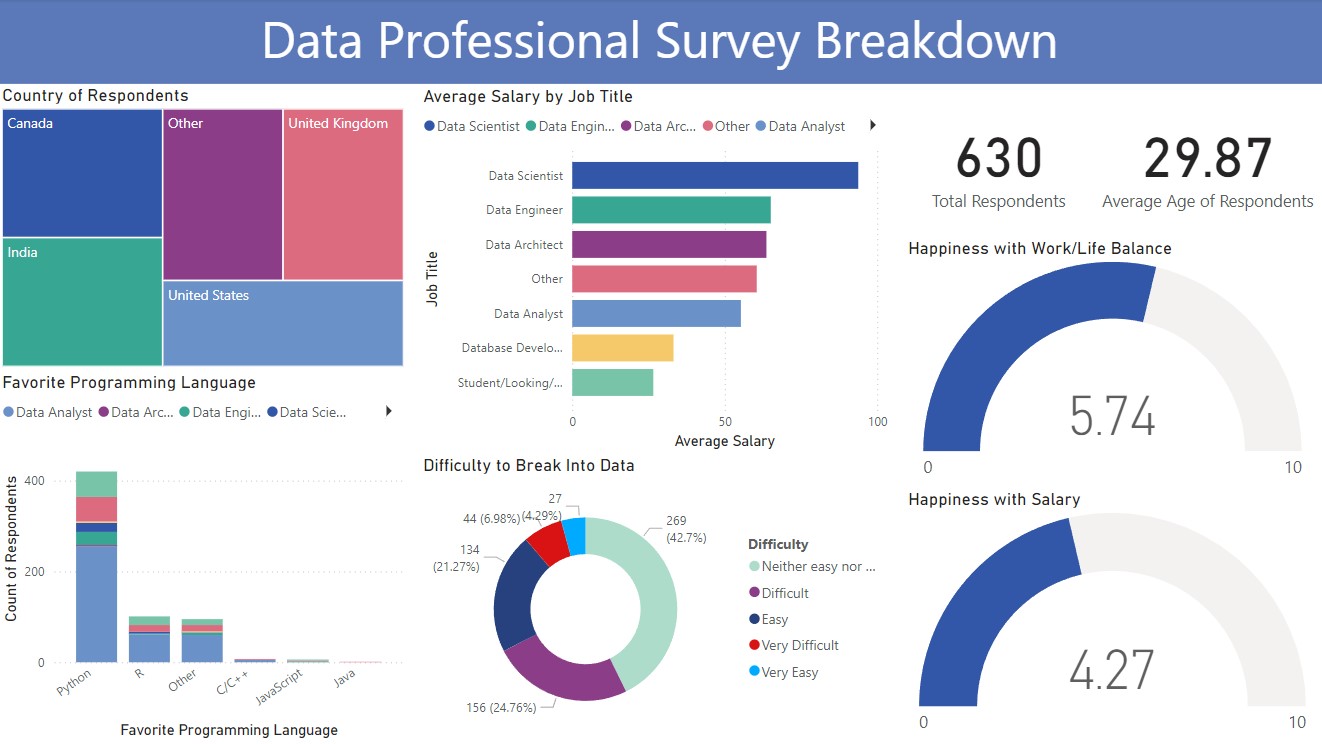 Data Professional Survey Breakdown
Country of Respondents
Canada
Other
United Kingdom
India
United States
Favorite Programming Language
Data Analyst Data Arc... Data Engi... Data Scie...
Count of Respondents
400
200
0
Python
R
Other
C/C++
JavaScript
Java
Favorite Programming Language
Average Salary by Job Title
Data Scientist Data Engin... Data Arc... Other Data Analyst
Job Title
Data Scientist
Data Engineer
Data Architect
Other
Data Analyst
Database Develo...
Student/Looking/...
0 50 100
Average Salary
Difficulty to Break Into Data
27
(4.29%)
44 (6.98%)
134
(21.27%)
269
(42.7%)
156 (24.76%)
Difficulty
Neither easy nor ...
Difficult
Easy
Very Difficult
Very Easy
630
Total Respondents
29.87
Average Age of Respondents
Happiness with Work/Life Balance
5.74
0 10
Happiness with Salary
4.27
0 10